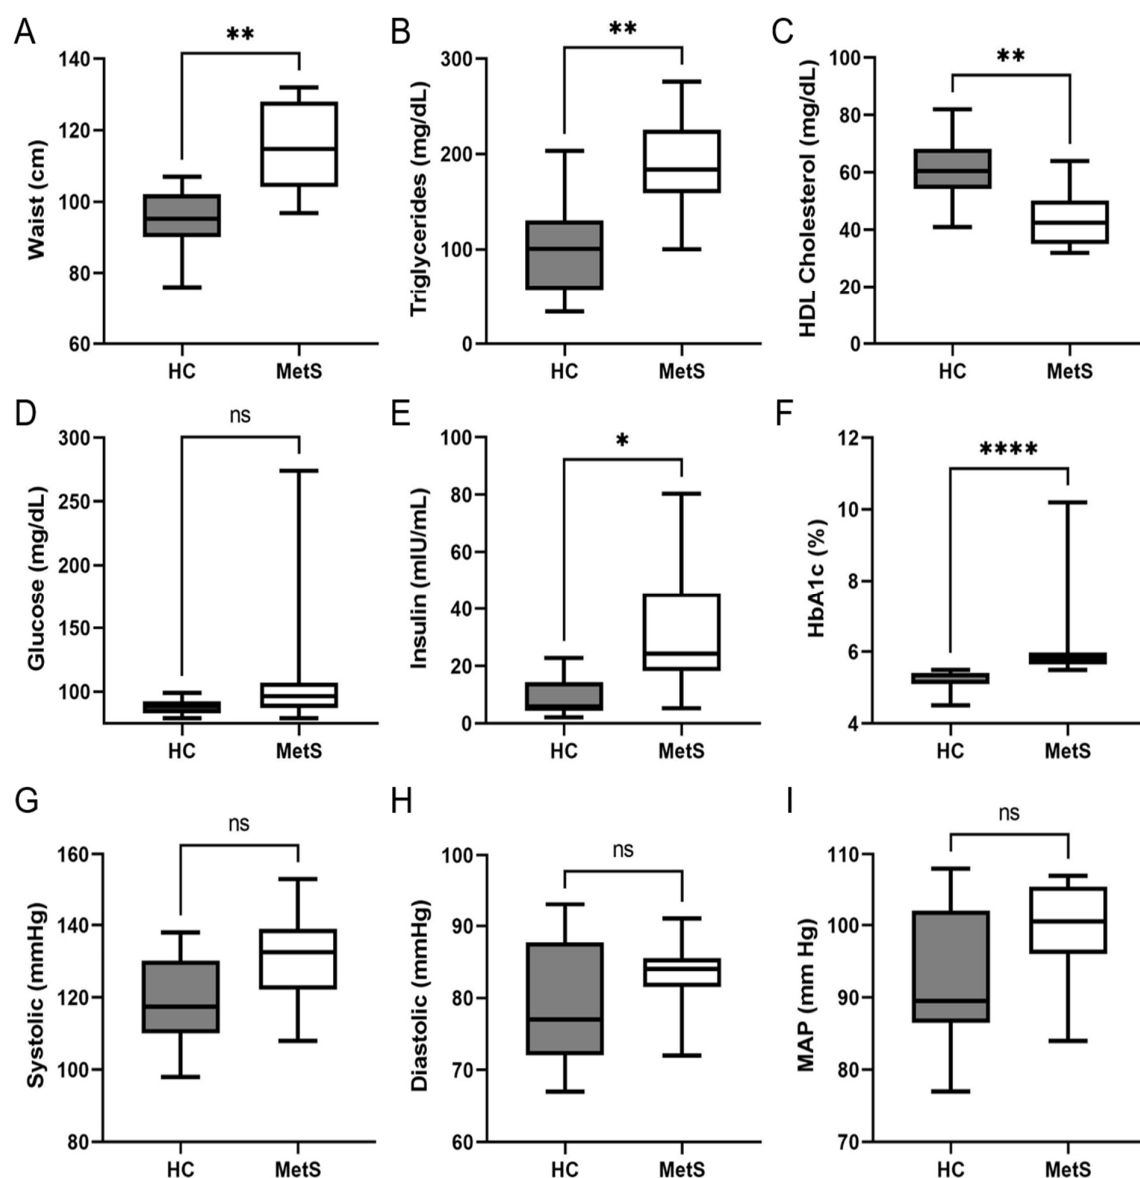 A
**
Waist (cm)
140
120
100
80
60
HC MetS
B
**
Triglycerides (mg/dL)
300
200
100
0
HC MetS
C
**
HDL Cholesterol (mg/dL)
100
80
60
40
20
0
HC MetS
D
ns
Glucose (mg/dL)
300
250
200
150
100
HC MetS
E
*
Insulin (mIU/mL)
100
80
60
40
20
0
HC MetS
F
****
HbA1c (%)
12
10
8
6
4
HC MetS
G
ns
Systolic (mmHg)
160
140
120
100
80
HC MetS
H
ns
Diastolic (mmHg)
100
90
80
70
60
HC MetS
I
ns
MAP (mm Hg)
110
100
90
80
70
HC MetS